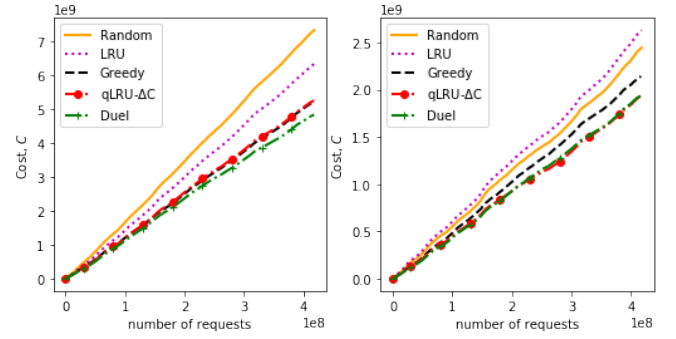 1e9
7
6
5
4
3
2
1
0
Cost, C
Random
LRU
Greedy
qLRU-ΔC
Duel
0 1 2 3 4
1e8
number of requests
1e9
2.5
2.0
1.5
1.0
0.5
0.0
Cost, C
Random
LRU
Greedy
qLRU-ΔC
Duel
0 1 2 3 4
1e8
number of requests